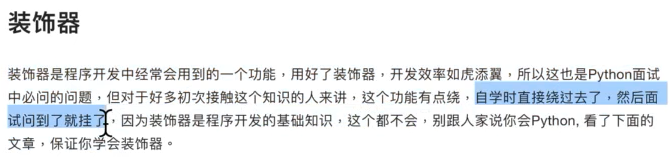 装饰器
装饰器是程序开发中经常会用到的一个功能，用好了装饰器，开发效率如虎添翼，所以这也是Python面试
中必问的问题，但对于好多初次接触这个知识的人来讲，这个功能有点绕，自学时直接绕过去了，然后面
试问到了就挂了，因为装饰器是程序开发的基础知识，这个都不会，别跟人家说你会Python, 看了下面的
文章，保证你学会装饰器。